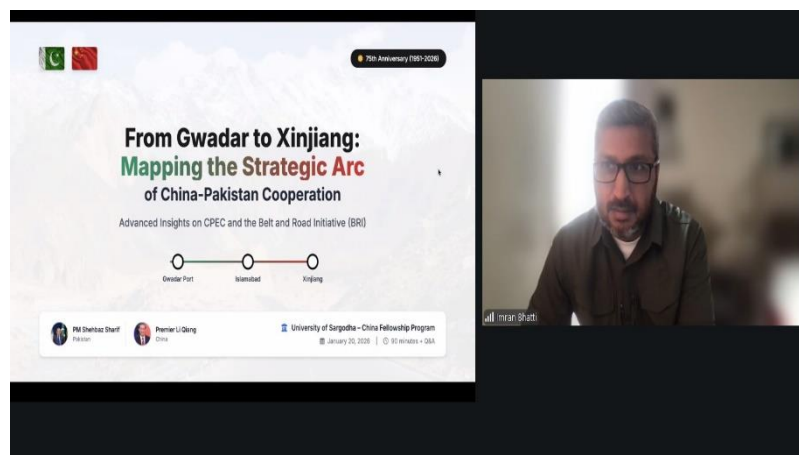 75th Anniversary (1951-2026)
From Gwadar to Xinjiang:
Mapping the Strategic Arc
of China-Pakistan Cooperation
Advanced Insights on CPEC and the Belt and Road Initiative (BRI)
Gwadar Port
Islamabad
Xinjiang
PM Shehbaz Sharif
Pakistan
Premier Li Qiang
China
University of Sargodha – China Fellowship Program
January 20, 2026 | 90 minutes + Q&A
Imran Bhatti